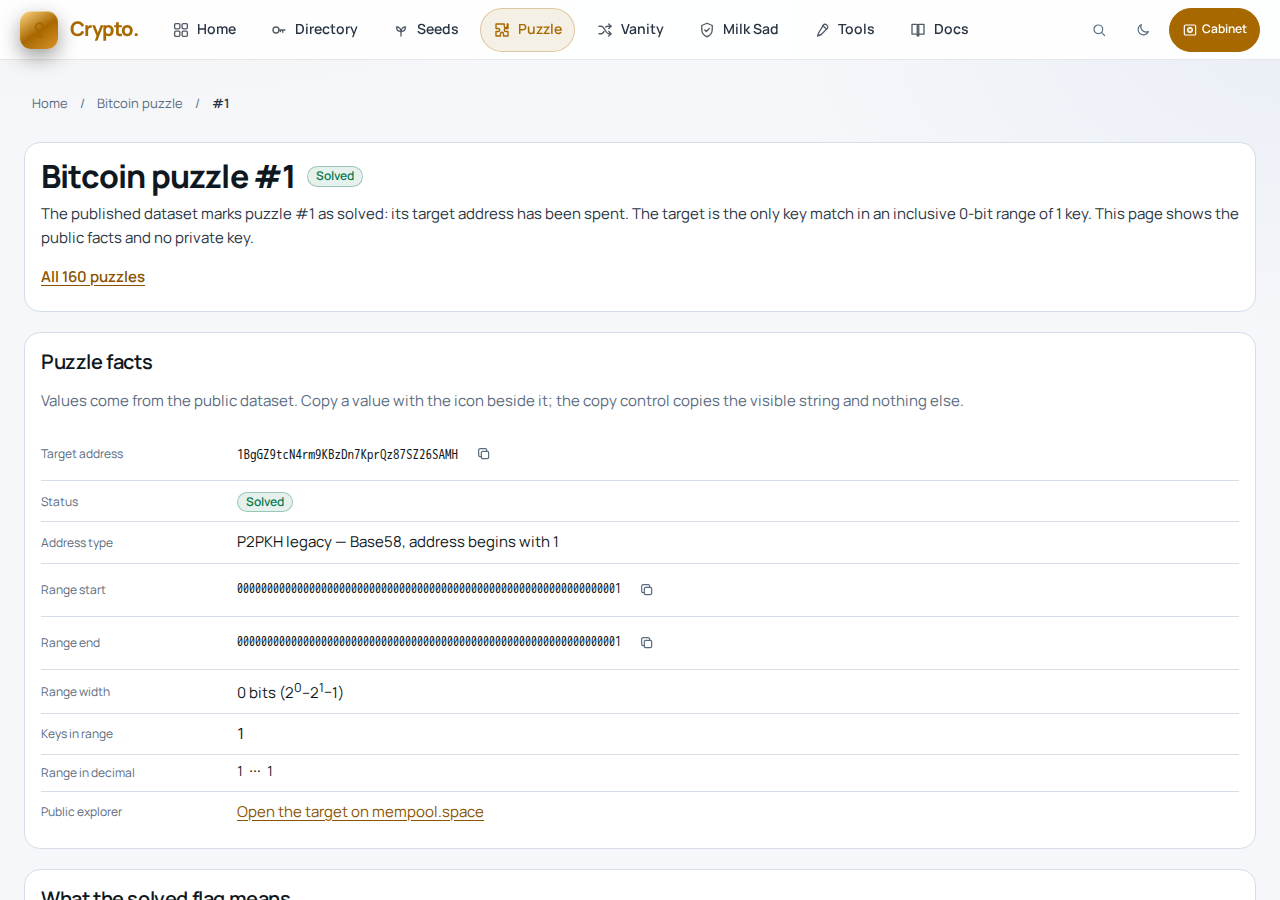 Crypto. Home Directory Seeds Puzzle Vanity Milk Sad Tools Docs Cabinet
Home / Bitcoin puzzle / #1
Bitcoin puzzle #1 Solved
The published dataset marks puzzle #1 as solved: its target address has been spent. The target is the only key match in an inclusive 0-bit range of 1 key. This page shows the
public facts and no private key.
All 160 puzzles
Puzzle facts
Values come from the public dataset. Copy a value with the icon beside it; the copy control copies the visible string and nothing else.
Target address 1BgGZ9tcN4rm9KBzDn7KprQz87SZ26SAMH
Status Solved
Address type P2PKH legacy — Base58, address begins with 1
Range start 0000000000000000000000000000000000000000000000000000000000000001
Range end 0000000000000000000000000000000000000000000000000000000000000001
Range width 0 bits (2⁰–2¹−1)
Keys in range 1
Range in decimal 1 ⋯ 1
Public explorer Open the target on mempool.space
What the solved flag means